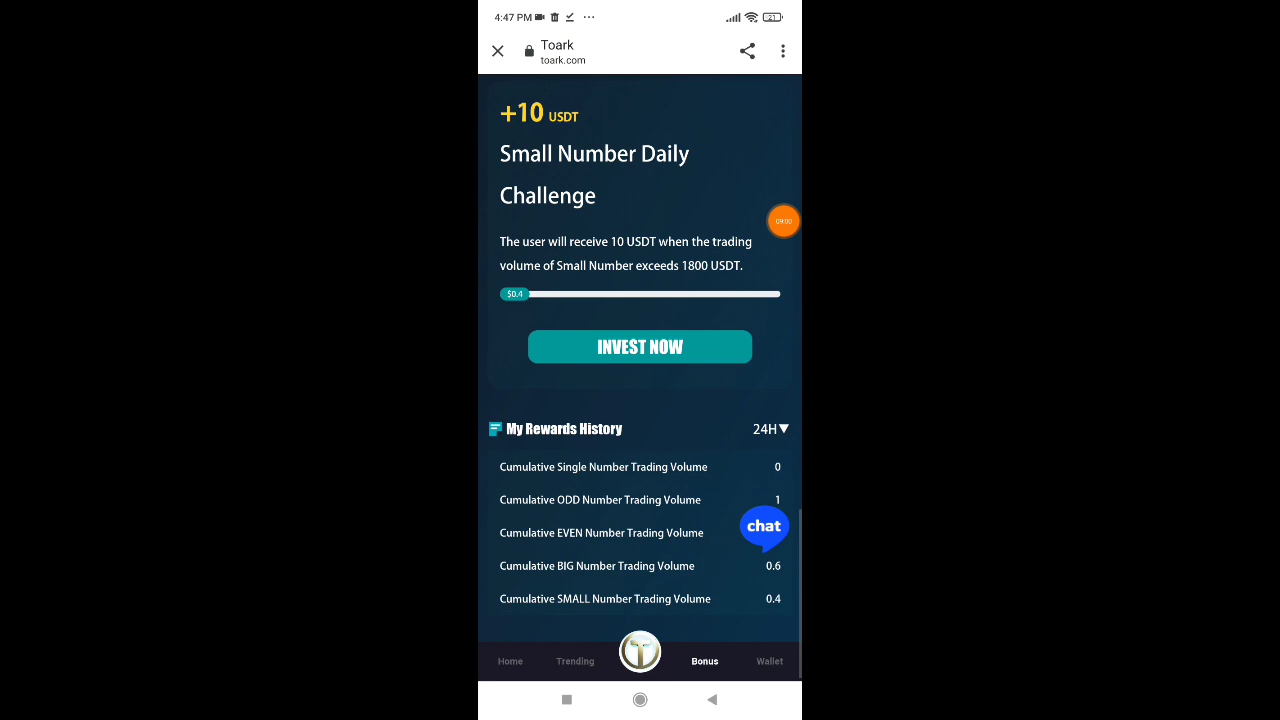 4:47 PM
21
Toark
toark.com
+10 USDT
Small Number Daily
Challenge
09:00
The user will receive 10 USDT when the trading
volume of Small Number exceeds 1800 USDT.
$0.4
INVEST NOW
My Rewards History
24H▼
Cumulative Single Number Trading Volume 0
Cumulative ODD Number Trading Volume 1
chat
Cumulative EVEN Number Trading Volume
Cumulative BIG Number Trading Volume 0.6
Cumulative SMALL Number Trading Volume 0.4
Home Trending T Bonus Wallet